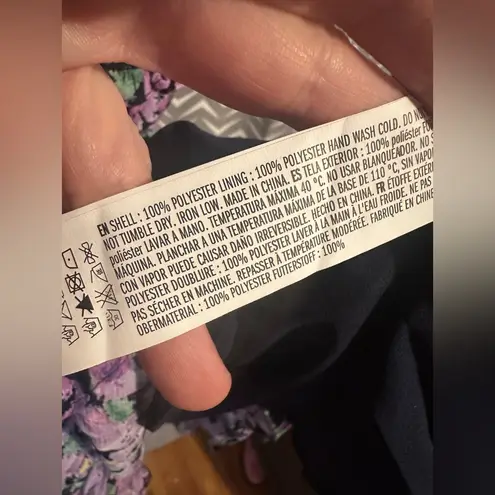 EN SHELL : 100% POLYESTER LINING : 100% POLYESTER HAND WASH COLD. DO
NOT TUMBLE DRY. IRON LOW. MADE IN CHINA. ES TELA EXTERIOR : 100% poliéster
poliéster LAVAR A MANO. TEMPERATURA MÁXIMA 40 °C. NO USAR BLANQUEADOR. NO
MÁQUINA. PLANCHAR A UNA TEMPERATURA MÁXIMA DE LA BASE DE 110 °C, SIN VAPOR
CON VAPOR PUEDE CAUSAR DAÑO IRREVERSIBLE. HECHO EN CHINA. FR ÉTOFFE EXTÉRIE
POLYESTER DOUBLURE : 100% POLYESTER LAVER À LA MAIN À L'EAU FROIDE. NE PAS
PAS SÉCHER EN MACHINE. REPASSER À TEMPÉRATURE MODÉRÉE. FABRIQUÉ EN CHINE
OBERMATERIAL : 100% POLYESTER FUTTERSTOFF : 100%